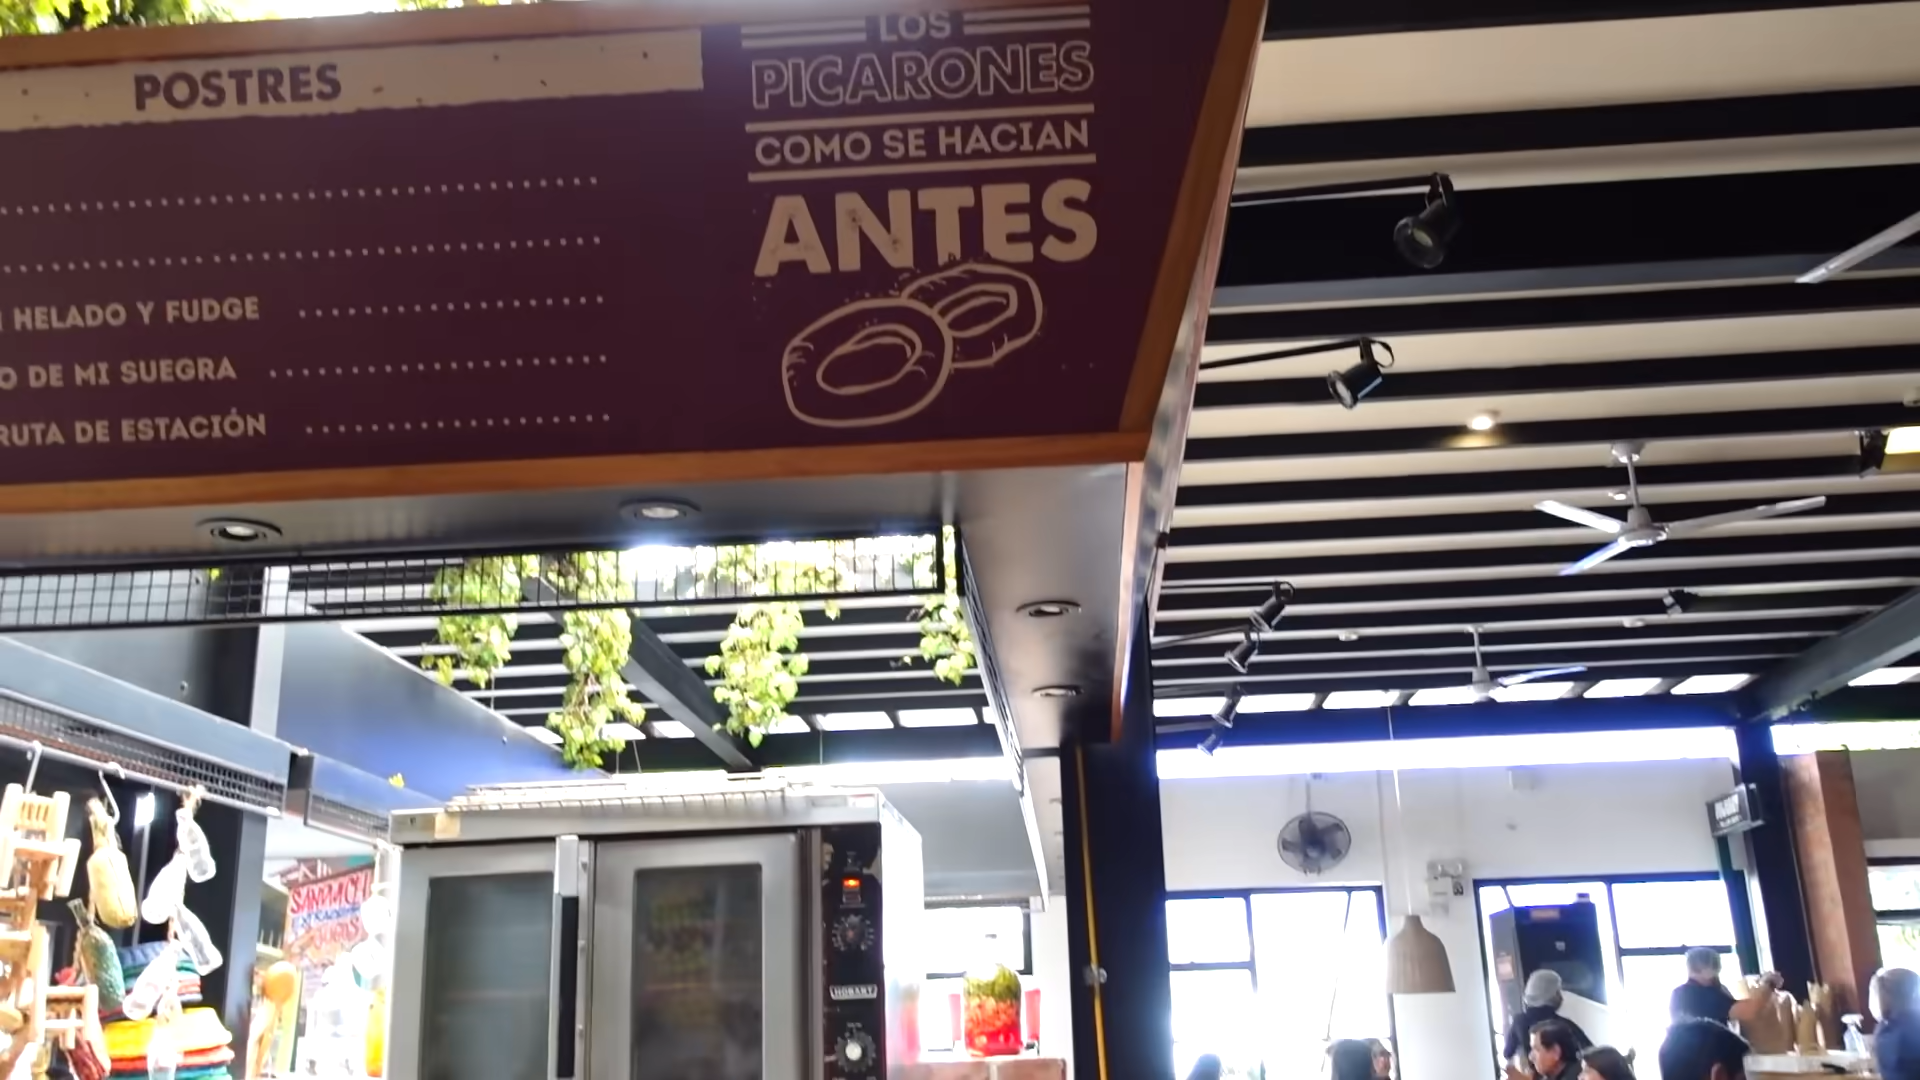 POSTRES
HELADO Y FUDGE
O DE MI SUEGRA
RUTA DE ESTACIÓN
LOS
PICARONES
COMO SE HACIAN
ANTES
HOBART